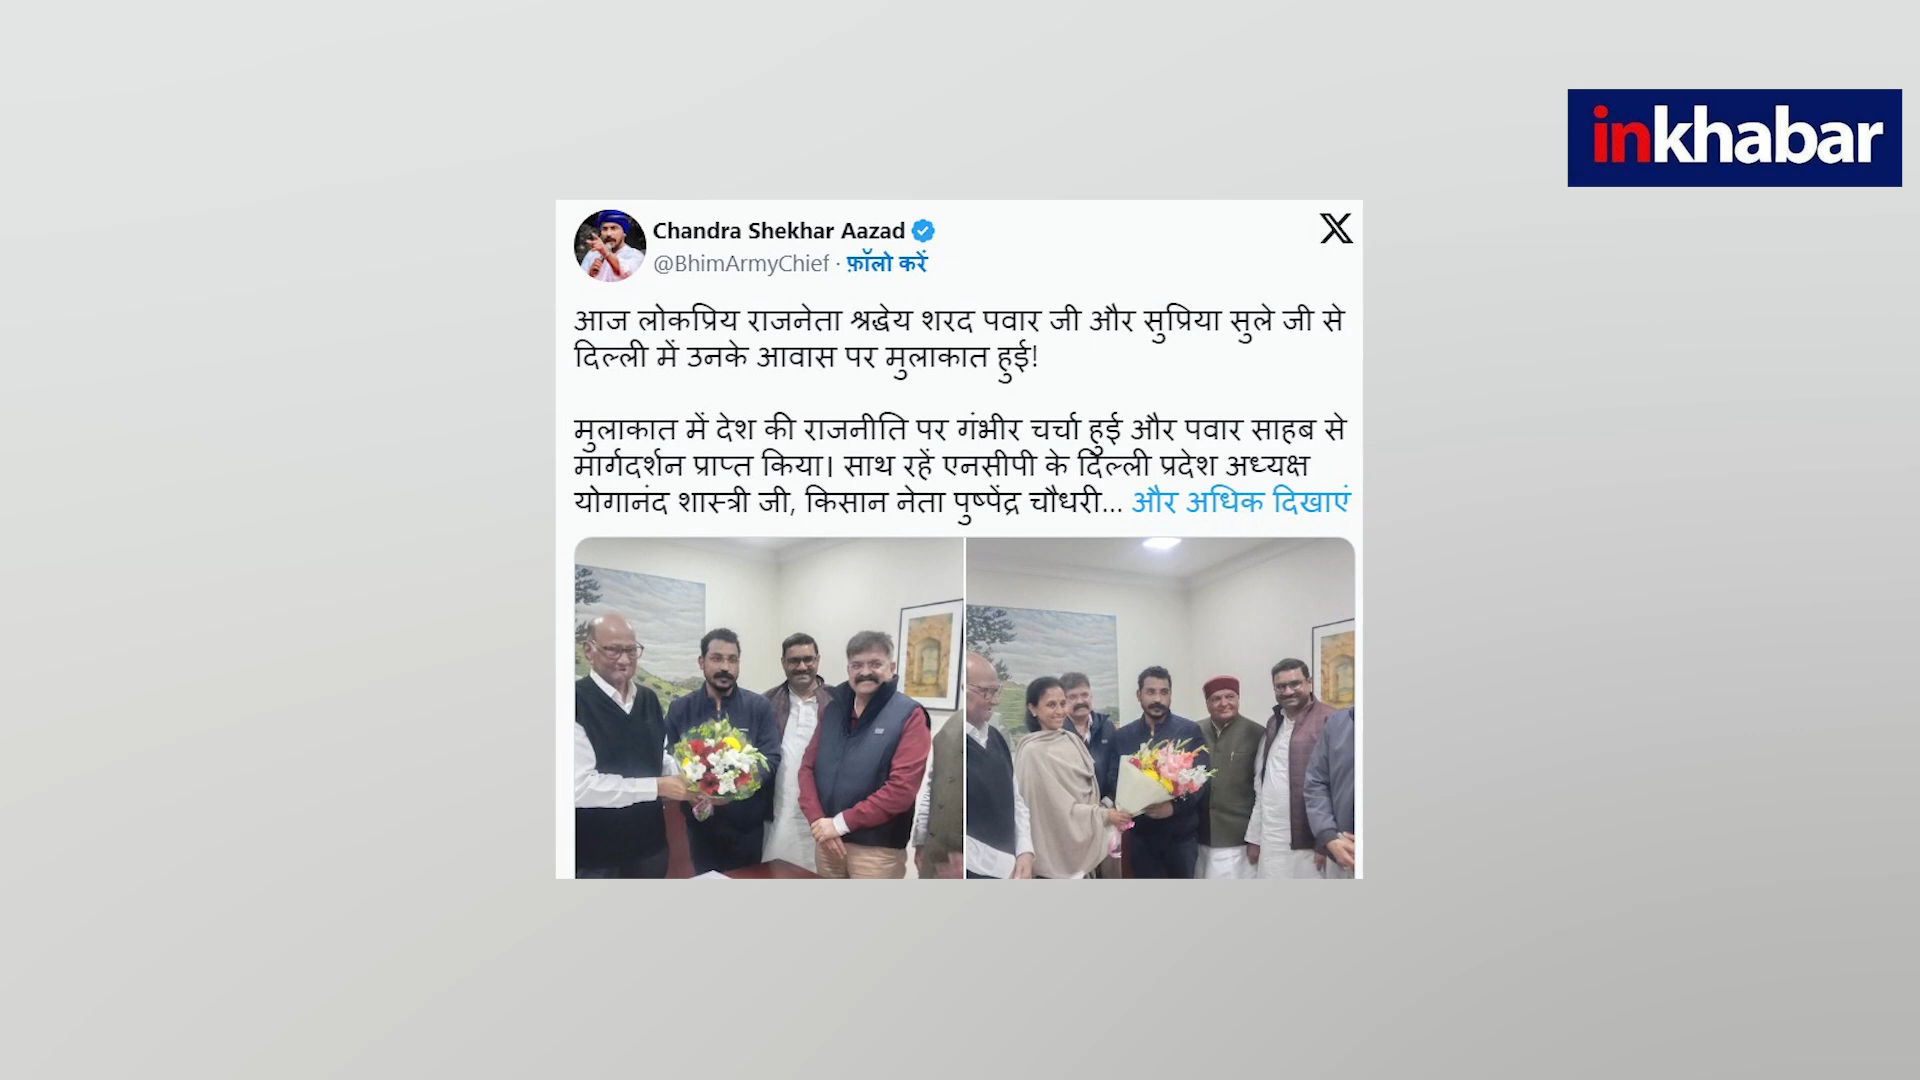 inkhabar
Chandra Shekhar Aazad
@BhimArmyChief · फ़ॉलो करें
आज लोकप्रिय राजनेता श्रद्धेय शरद पवार जी और सुप्रिया सुले जी से
दिल्ली में उनके आवास पर मुलाकात हुई!
मुलाकात में देश की राजनीति पर गंभीर चर्चा हुई और पवार साहब से
मार्गदर्शन प्राप्त किया। साथ रहें एनसीपी के दिल्ली प्रदेश अध्यक्ष
योगानंद शास्त्री जी, किसान नेता पुष्पेंद्र चौधरी... और अधिक दिखाएं